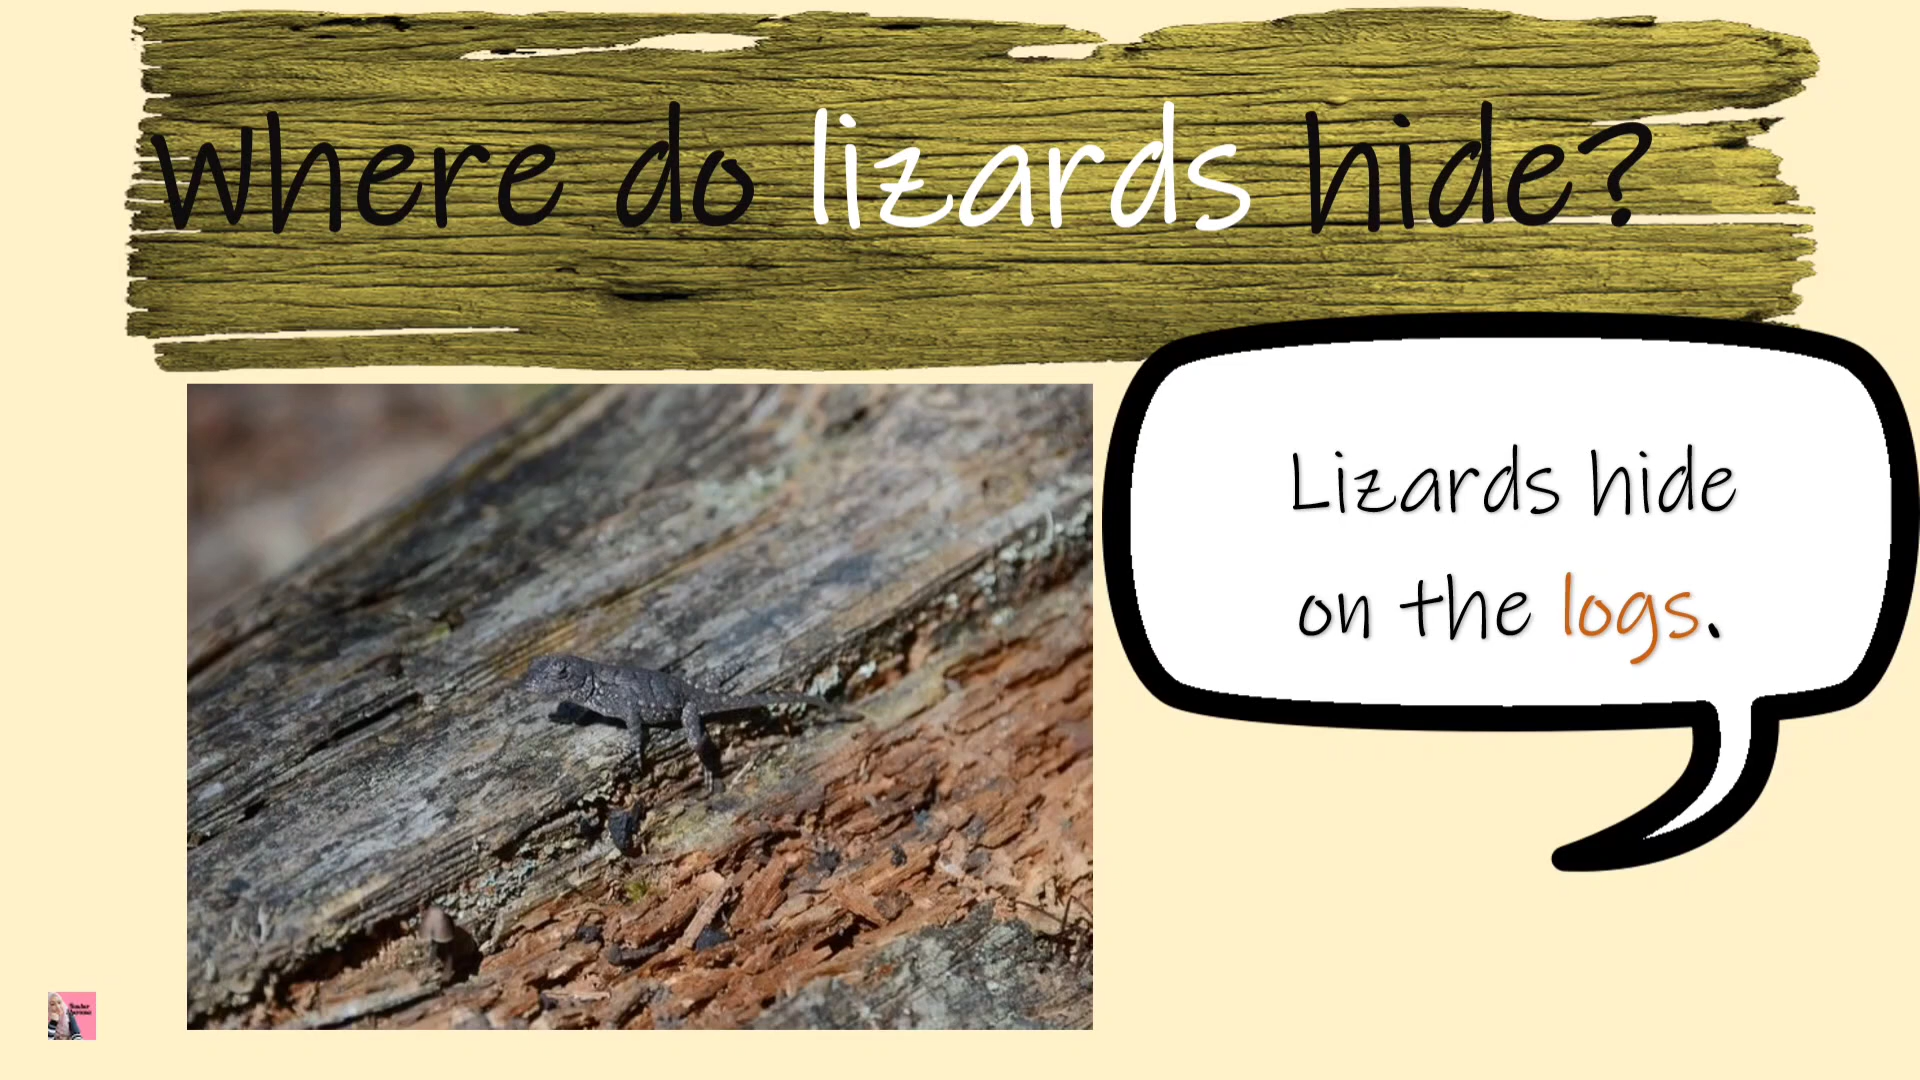 Where do lizards hide?
Lizards hide
on the logs.